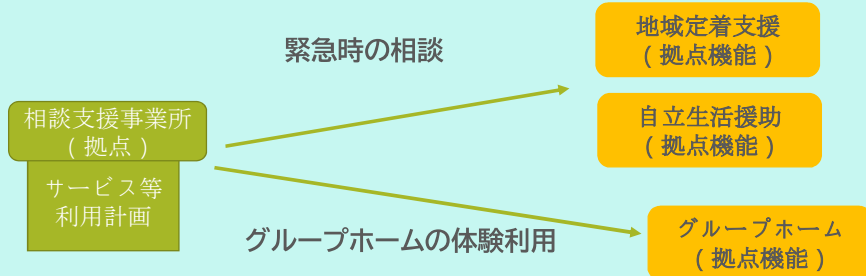 緊急時の相談
地域定着支援
(拠点機能)
相談支援事業所
(拠点)
自立生活援助
(拠点機能)
サービス等
利用計画
グループホームの体験利用
グループホーム
(拠点機能)